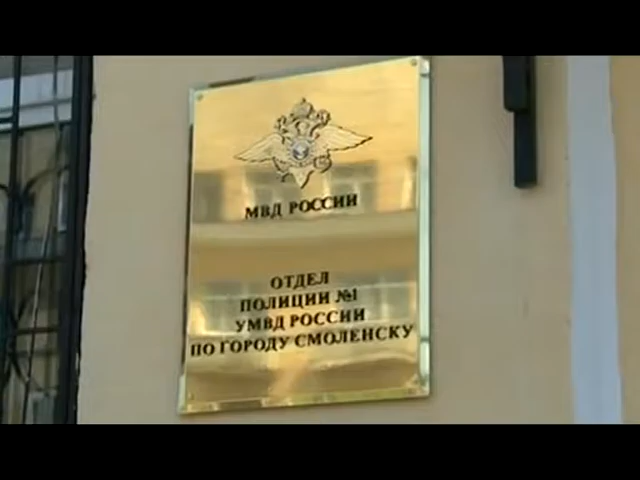 МВД РОССИИ
ОТДЕЛ
ПОЛИЦИИ №1
УМВД РОССИИ
ПО ГОРОДУ СМОЛЕНСКУ